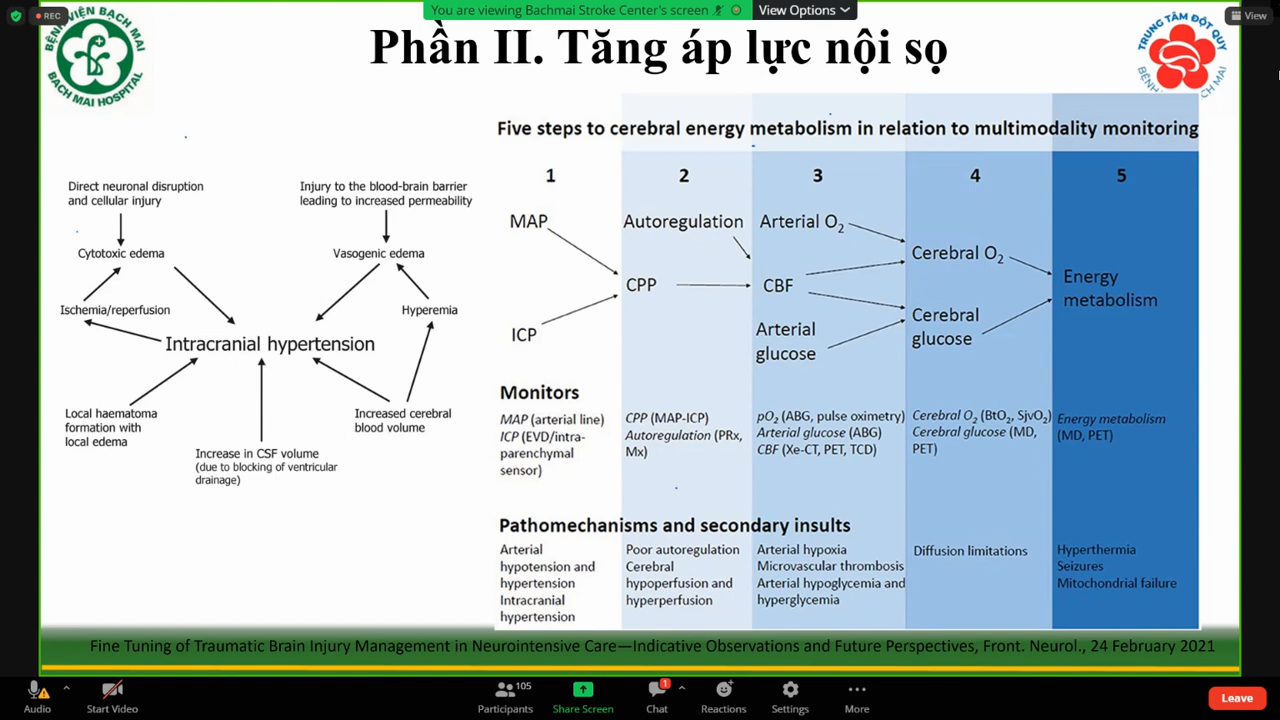 REC
You are viewing Bachmai Stroke Center's screen
View Options
View
BỆNH VIỆN BẠCH MAI
BACH MAI HOSPITAL
Phần II. Tăng áp lực nội sọ
TRUNG TÂM ĐỘT QUỴ
Direct neuronal disruption
and cellular injury
Injury to the blood-brain barrier
leading to increased permeability
Cytotoxic edema
Vasogenic edema
Ischemia/reperfusion
Hyperemia
Intracranial hypertension
Local haematoma
formation with
local edema
Increased cerebral
blood volume
Increase in CSF volume
(due to blocking of ventricular
drainage)
Five steps to cerebral energy metabolism in relation to multimodality monitoring
1
2
3
4
5
MAP
Autoregulation
Arterial O₂
Cerebral O₂
CPP
CBF
Energy
metabolism
ICP
Arterial
glucose
Cerebral
glucose
Monitors
MAP (arterial line)
ICP (EVD/intra-
parenchymal
sensor)
CPP (MAP-ICP)
Autoregulation (PRx,
Mx)
pO₂ (ABG, pulse oximetry)
Arterial glucose (ABG)
CBF (Xe-CT, PET, TCD)
Cerebral O₂ (BtO₂, SjvO₂)
Cerebral glucose (MD,
PET)
Energy metabolism
(MD, PET)
Pathomechanisms and secondary insults
Arterial
hypotension and
hypertension
Intracranial
hypertension
Poor autoregulation
Cerebral
hypoperfusion and
hyperperfusion
Arterial hypoxia
Microvascular thrombosis
Arterial hypoglycemia and
hyperglycemia
Diffusion limitations
Hyperthermia
Seizures
Mitochondrial failure
Fine Tuning of Traumatic Brain Injury Management in Neurointensive Care—Indicative Observations and Future Perspectives, Front. Neurol., 24 February 2021
Audio
Start Video
105
Participants
Share Screen
1
Chat
Reactions
Settings
More
Leave